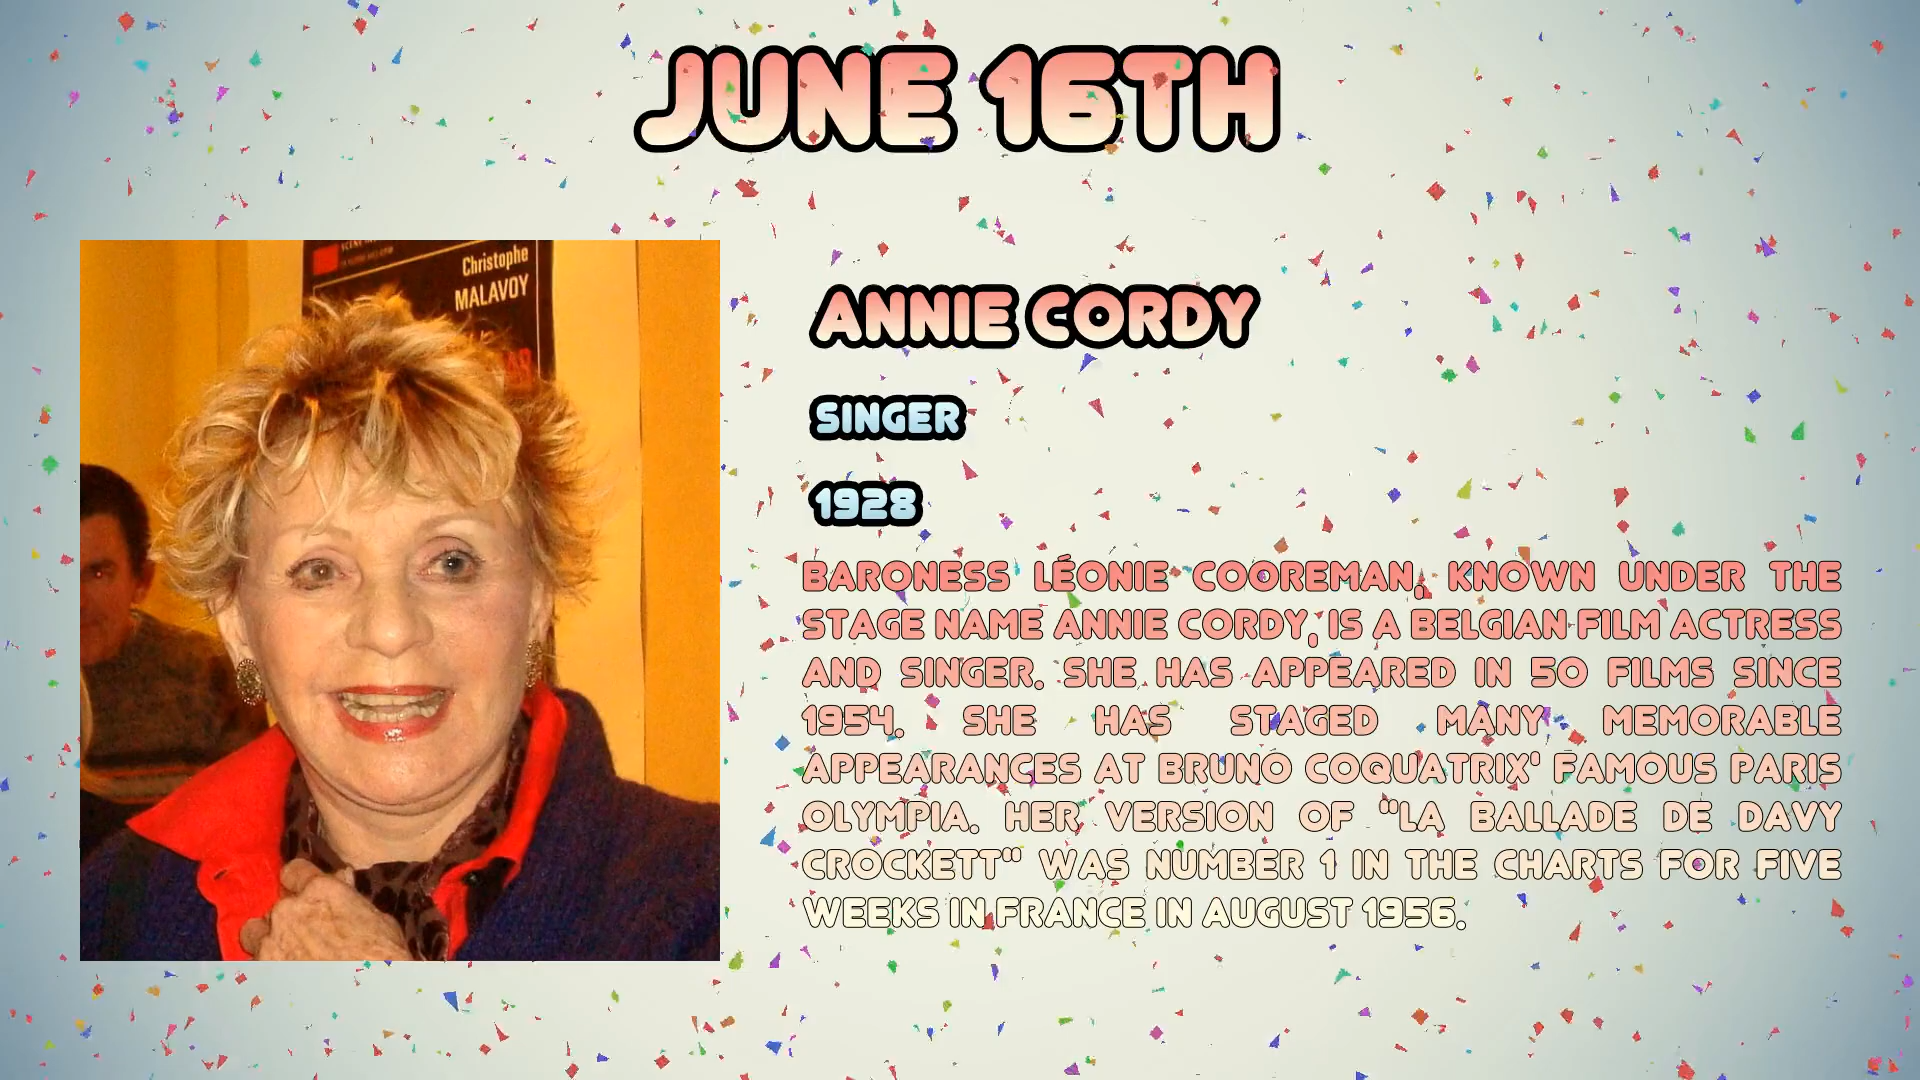 JUNE 16TH
Christophe
MALAVOY
ANNIE CORDY
SINGER
1928
BARONESS LÉONIE COOREMAN, KNOWN UNDER THE
STAGE NAME ANNIE CORDY, IS A BELGIAN FILM ACTRESS
AND SINGER. SHE HAS APPEARED IN 50 FILMS SINCE
1954. SHE HAS STAGED MANY MEMORABLE
APPEARANCES AT BRUNO COQUATRIX' FAMOUS PARIS
OLYMPIA. HER VERSION OF "LA BALLADE DE DAVY
CROCKETT" WAS NUMBER 1 IN THE CHARTS FOR FIVE
WEEKS IN FRANCE IN AUGUST 1956.